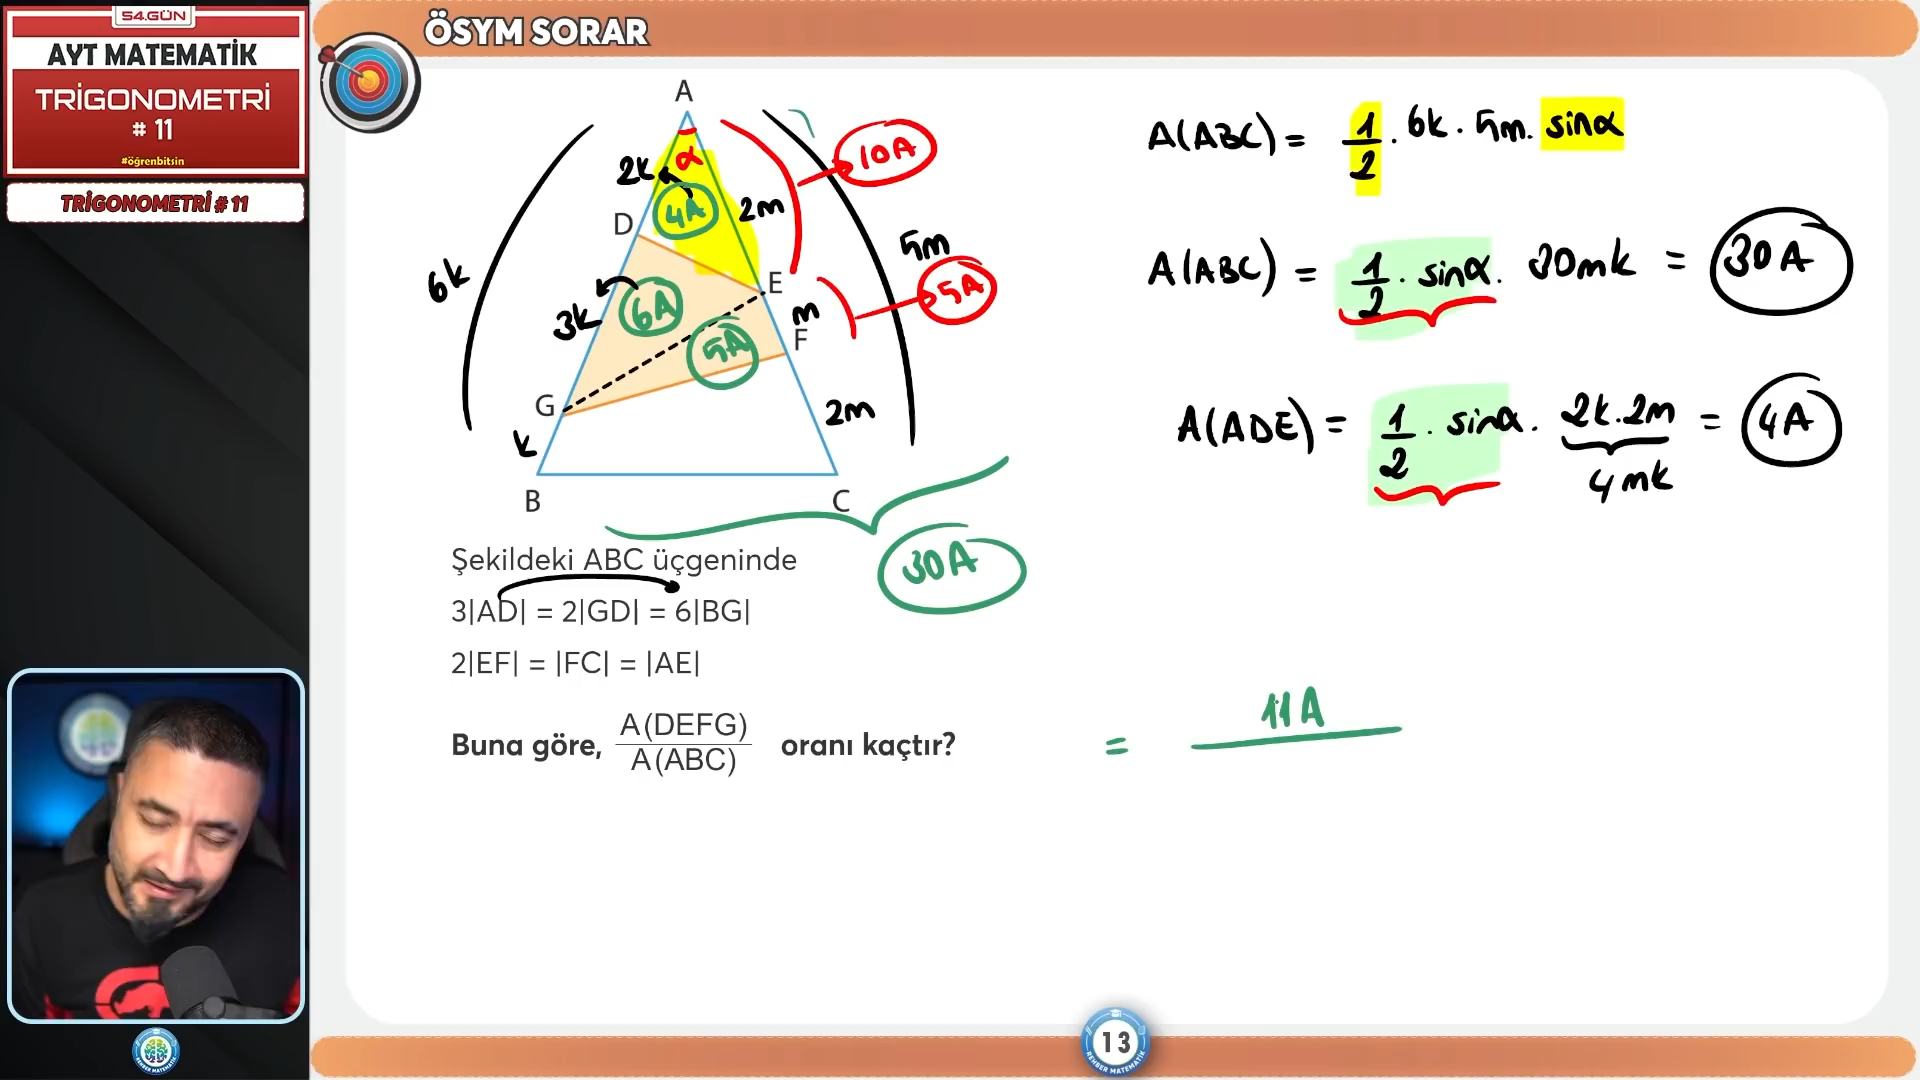 54.GÜN
AYT MATEMATİK
TRİGONOMETRİ
# 11
#öğrenbitsin
TRİGONOMETRİ # 11
ÖSYM SORAR
A
α
2k
4A
2m
10A
D
5m
E
5A
6k
6A
3k
m
F
5A
G
2m
k
B
C
30A
A(ABC) = 1/2 . 6k . 5m . sinα
A(ABC) = 1/2 . sinα . 30mk = 30A
A(ADE) = 1/2 . sinα . 2k.2m = 4A
4mk
Şekildeki ABC üçgeninde
3|AD| = 2|GD| = 6|BG|
2|EF| = |FC| = |AE|
Buna göre, A(DEFG)/A(ABC) oranı kaçtır?
= 11A
13
REHBER MATEMATİK